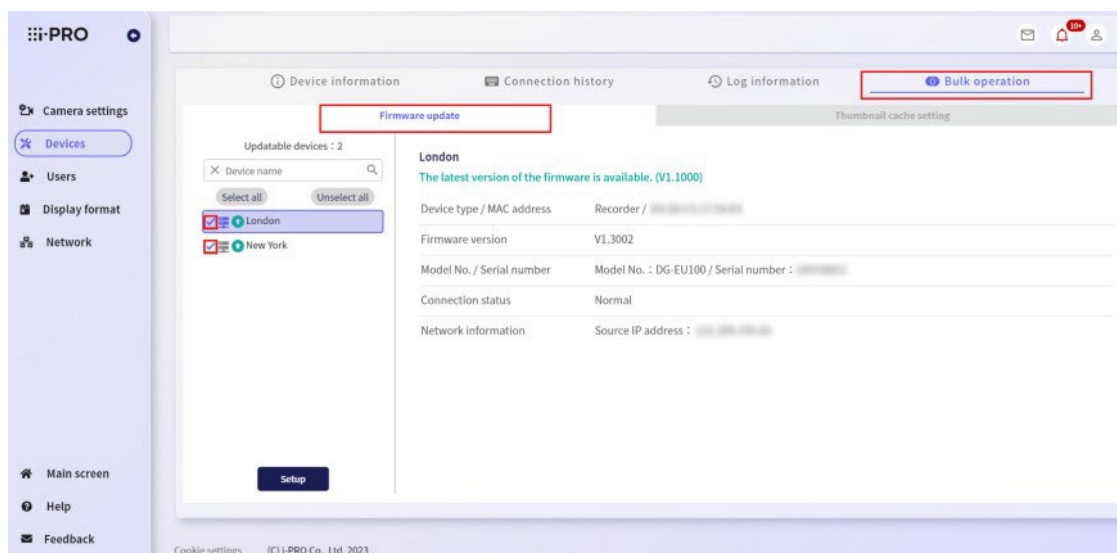 i-PRO
10+
Device information
Connection history
Log information
Bulk operation
Camera settings
Devices
Users
Display format
Network
Firmware update
Thumbnail cache setting
Updatable devices : 2
Device name
Select all
Unselect all
London
New York
Setup
London
The latest version of the firmware is available. (V1.1000)
Device type / MAC address Recorder /
Firmware version V1.3002
Model No. / Serial number Model No. : DG-EU100 / Serial number :
Connection status Normal
Network information Source IP address :
Main screen
Help
Feedback
Cookie settings (C) i-PRO Co., Ltd. 2023